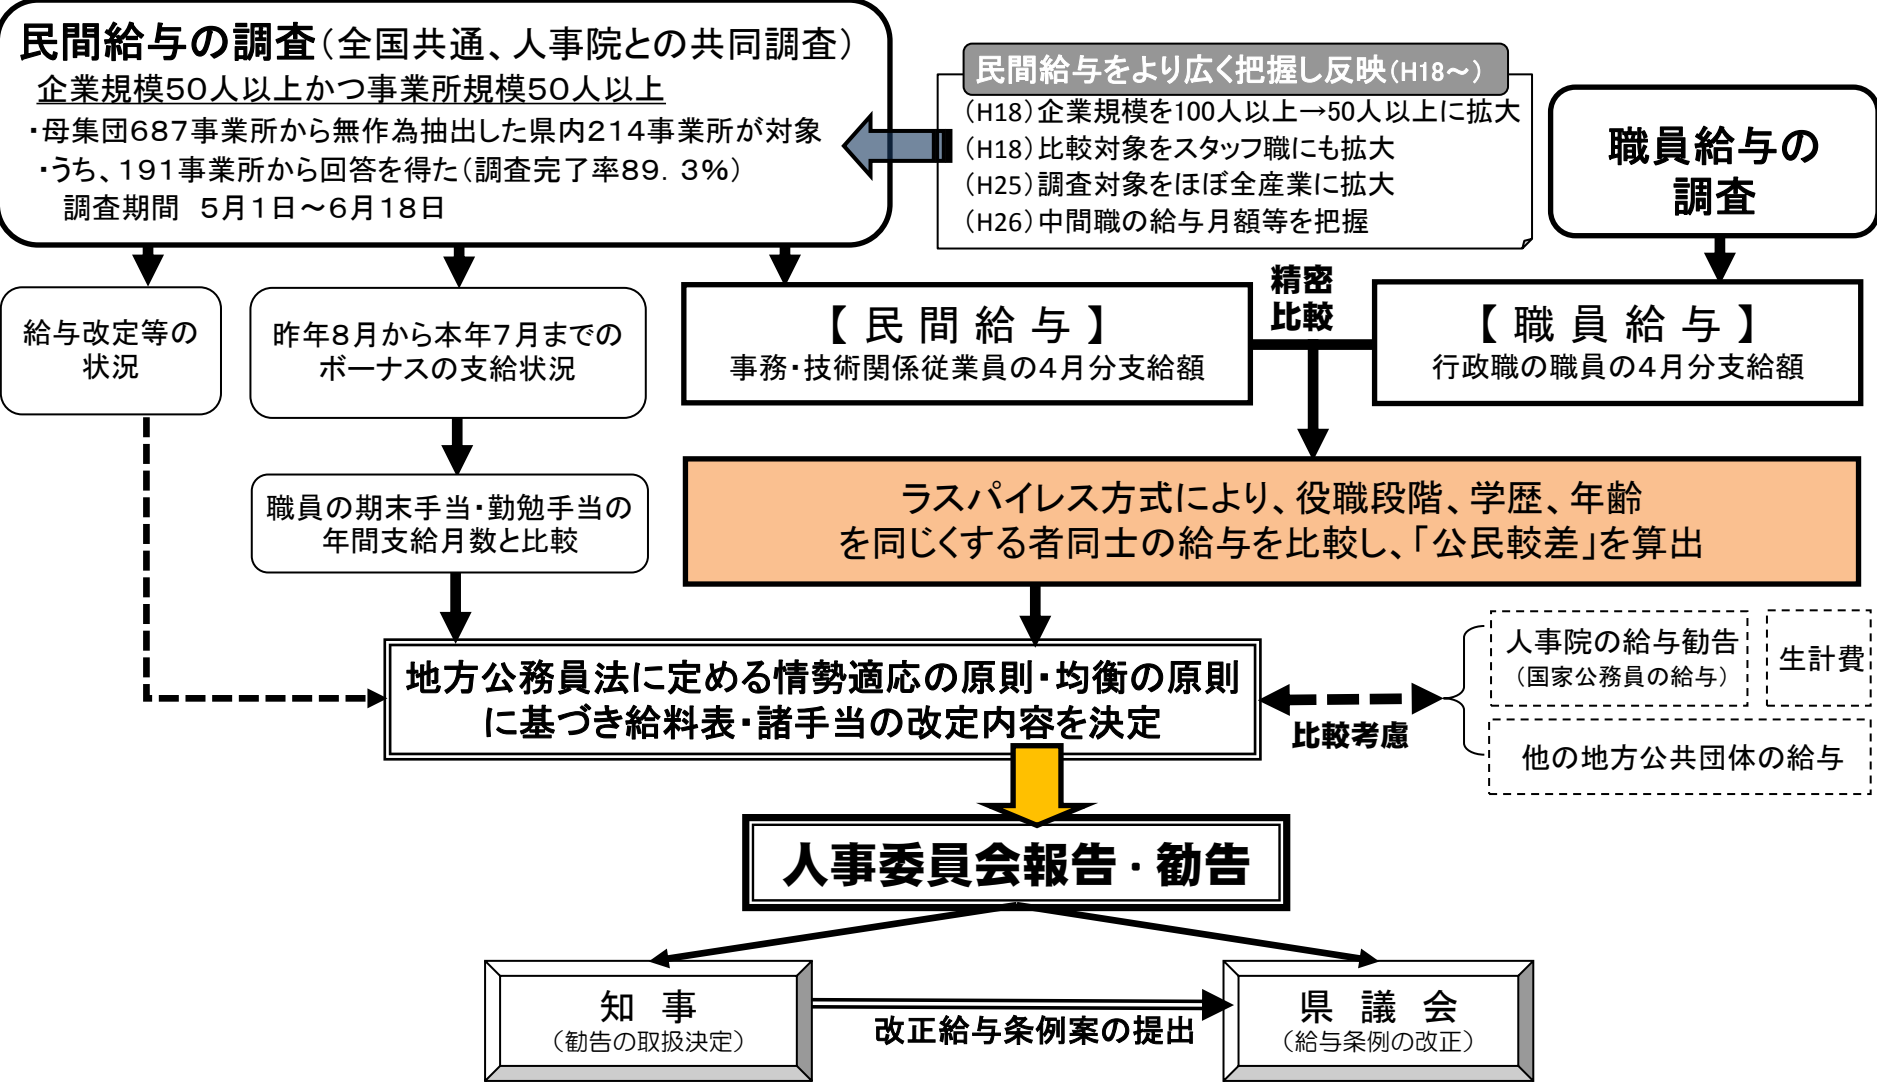 民間給与の調査(全国共通、人事院との共同調査)
企業規模50人以上かつ事業所規模50人以上
・母集団687事業所から無作為抽出した県内214事業所が対象
・うち、191事業所から回答を得た(調査完了率89.3%)
調査期間 5月1日～6月18日
民間給与をより広く把握し反映(H18～)
(H18)企業規模を100人以上→50人以上に拡大
(H18)比較対象をスタッフ職にも拡大
(H25)調査対象をほぼ全産業に拡大
(H26)中間職の給与月額等を把握
職員給与の
調査
給与改定等の
状況
昨年8月から本年7月までの
ボーナスの支給状況
【民間給与】
事務・技術関係従業員の4月分支給額
精密
比較
【職員給与】
行政職の職員の4月分支給額
職員の期末手当・勤勉手当の
年間支給月数と比較
ラスパイレス方式により、役職段階、学歴、年齢
を同じくする者同士の給与を比較し、「公民較差」を算出
地方公務員法に定める情勢適応の原則・均衡の原則
に基づき給料表・諸手当の改定内容を決定
比較考慮
人事院の給与勧告
(国家公務員の給与)
生計費
他の地方公共団体の給与
人事委員会報告・勧告
知 事
(勧告の取扱決定)
改正給与条例案の提出
県 議 会
(給与条例の改正)